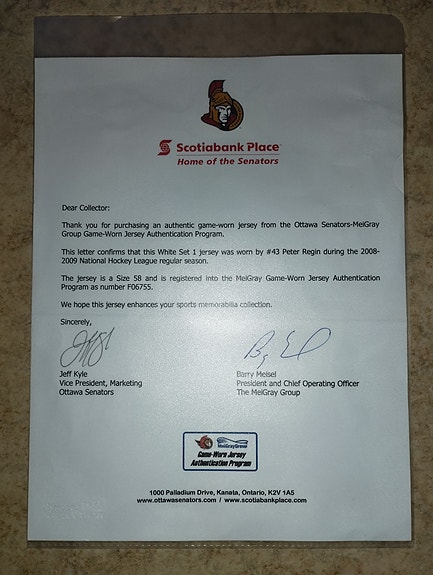 Scotiabank Place
Home of the Senators
Dear Collector:
Thank you for purchasing an authentic game-worn jersey from the Ottawa Senators-MeiGray
Group Game-Worn Jersey Authentication Program.
This letter confirms that this White Set 1 jersey was worn by #43 Peter Regin during the 2008-
2009 National Hockey League regular season.
The jersey is a Size 58 and is registered into the MeiGray Game-Worn Jersey Authentication
Program as number F06755.
We hope this jersey enhances your sports memorabilia collection.
Sincerely,
Jeff Kyle
Vice President, Marketing
Ottawa Senators
Barry Meisel
President and Chief Operating Officer
The MeiGray Group
MeiGrayGroup
Game-Worn Jersey
Authentication Program
1000 Palladium Drive, Kanata, Ontario, K2V 1A5
www.ottawasenators.com / www.scotiabankplace.com